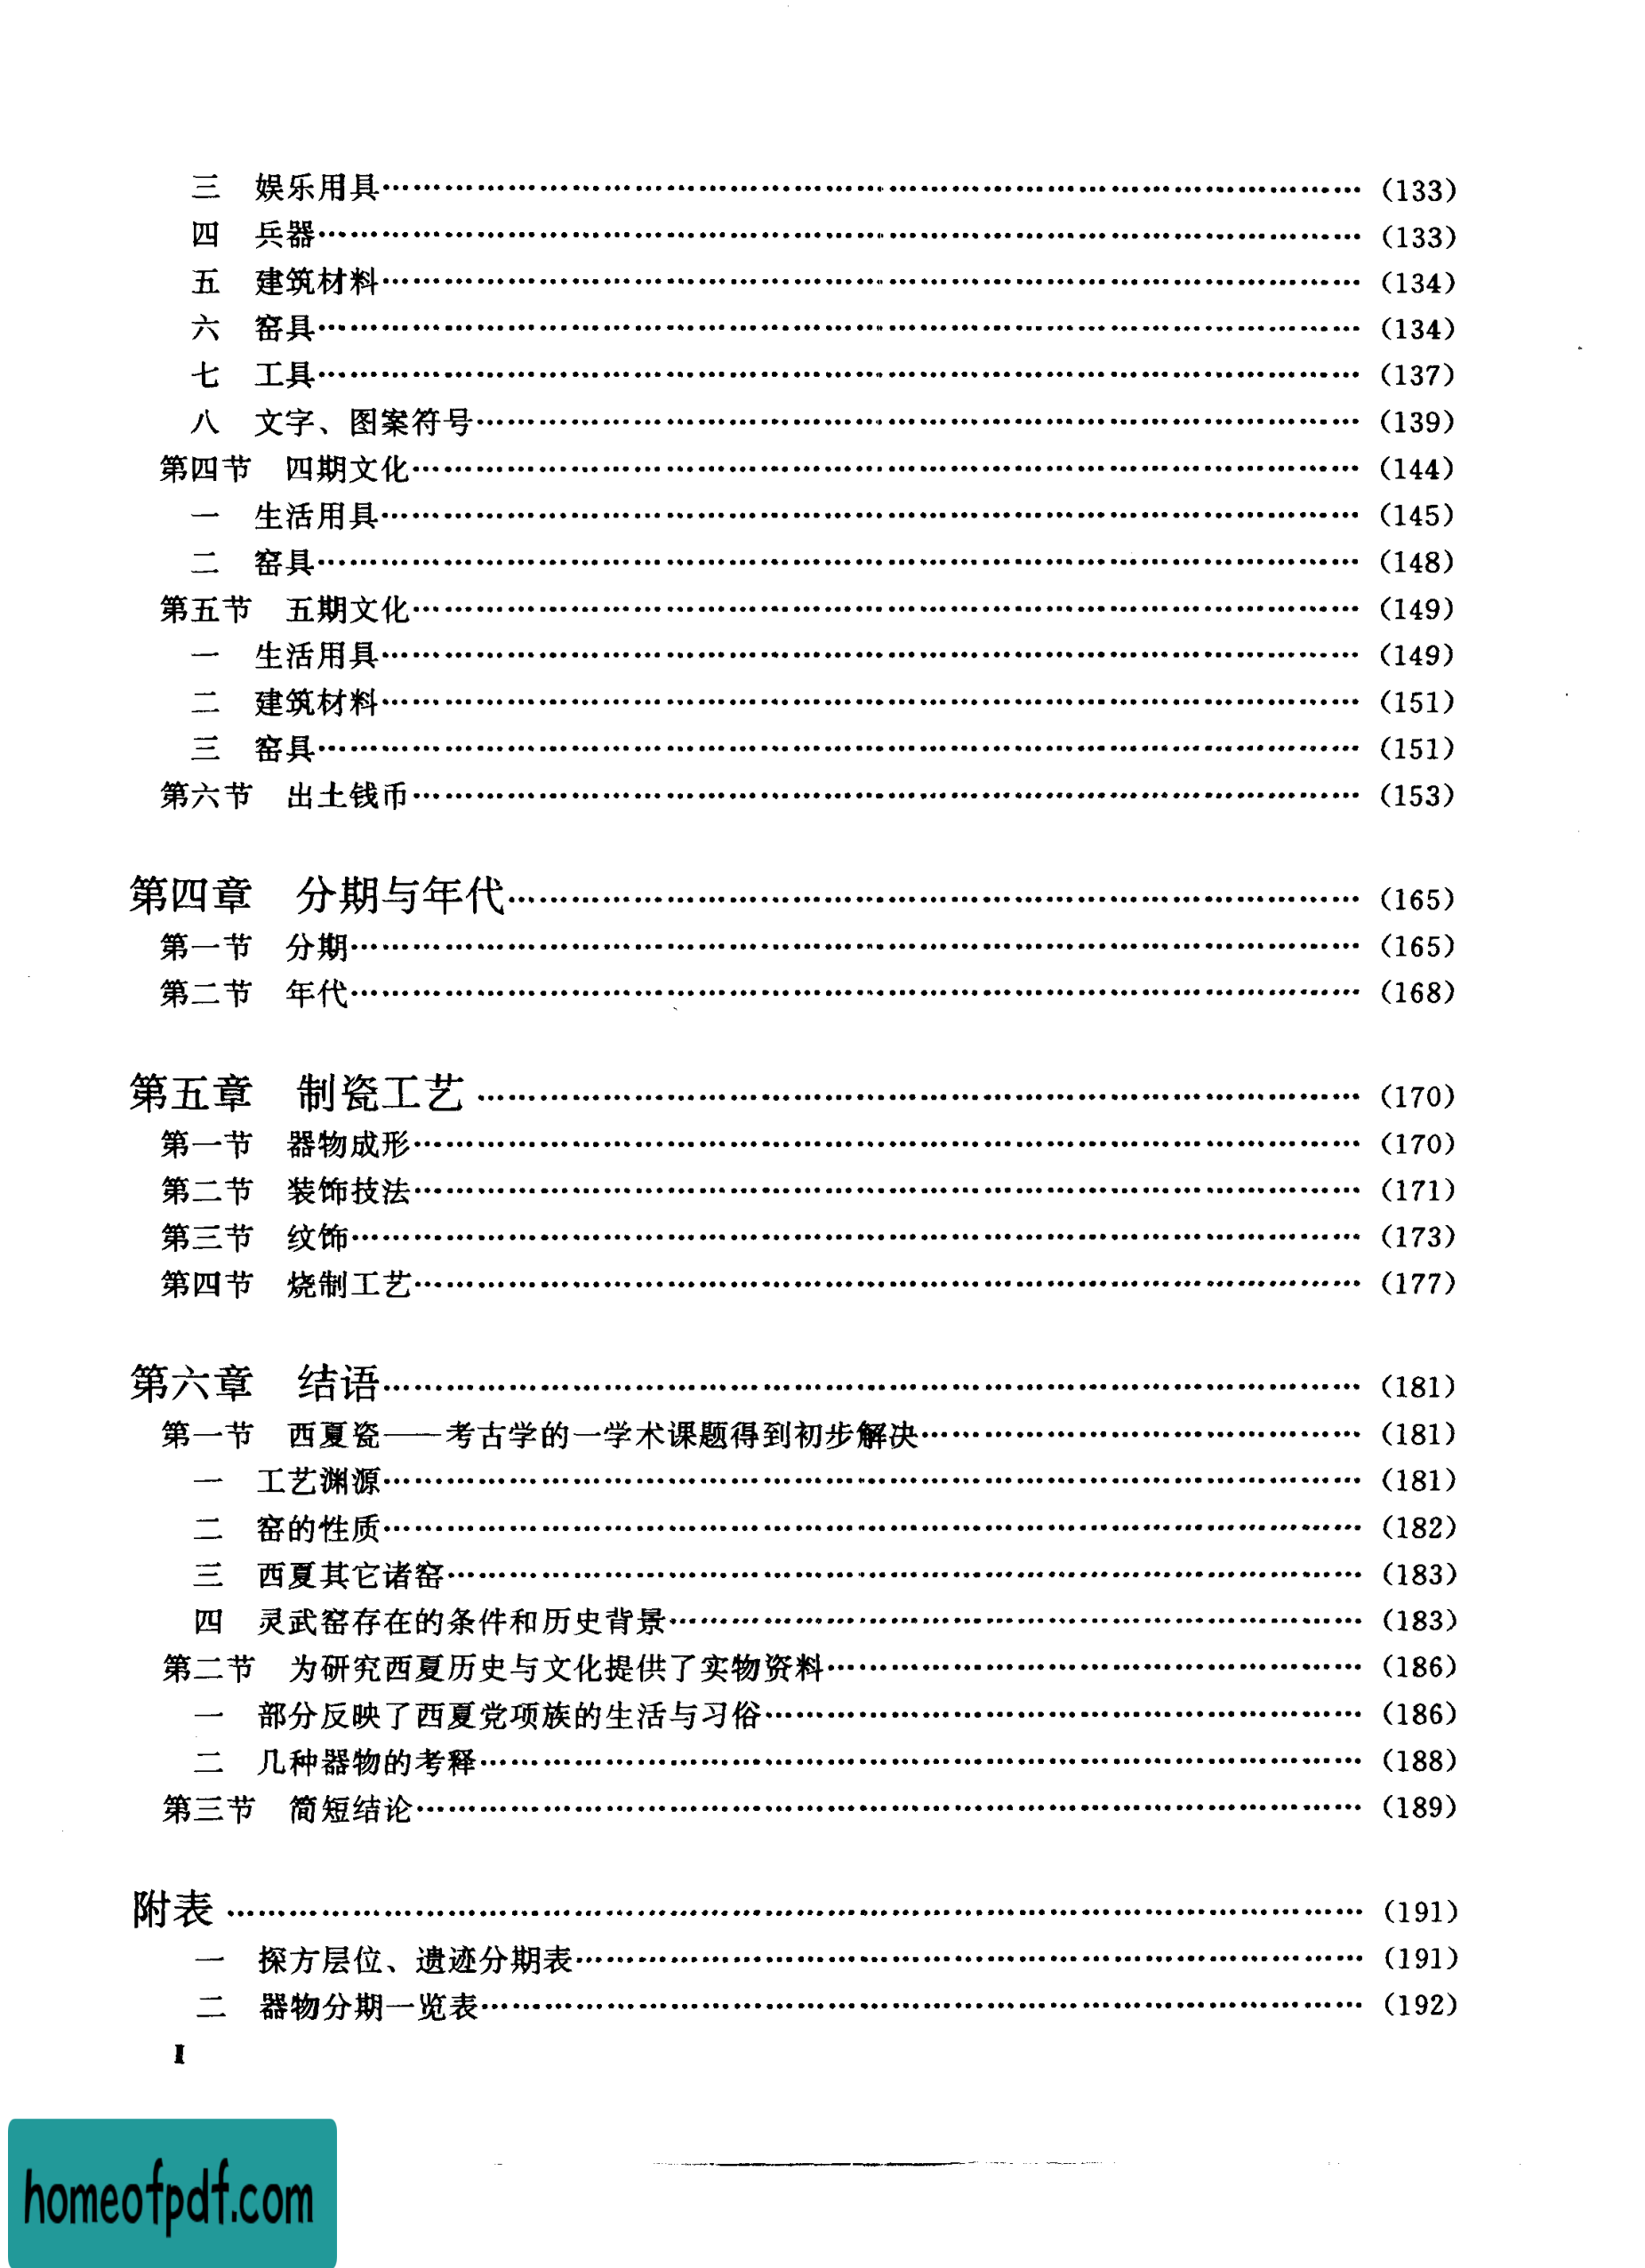 三 娱乐用具…………(133)
四 兵器…………(133)
五 建筑材料…………(134)
六 窑具…………(134)
七 工具…………(137)
八 文字、图案符号…………(139)
第四节 四期文化…………(144)
一 生活用具…………(145)
二 窑具…………(148)
第五节 五期文化…………(149)
一 生活用具…………(149)
二 建筑材料…………(151)
三 窑具…………(151)
第六节 出土钱币…………(153)
第四章 分期与年代…………(165)
第一节 分期…………(165)
第二节 年代…………(168)
第五章 制瓷工艺…………(170)
第一节 器物成形…………(170)
第二节 装饰技法…………(171)
第三节 纹饰…………(173)
第四节 烧制工艺…………(177)
第六章 结语…………(181)
第一节 西夏瓷——考古学的一学术课题得到初步解决…………(181)
一 工艺渊源…………(181)
二 窑的性质…………(182)
三 西夏其它诸窑…………(183)
四 灵武窑存在的条件和历史背景…………(183)
第二节 为研究西夏历史与文化提供了实物资料…………(186)
一 部分反映了西夏党项族的生活与习俗…………(186)
二 几种器物的考释…………(188)
第三节 简短结论…………(189)
附表…………(191)
一 探方层位、遗迹分期表…………(191)
二 器物分期一览表…………(192)
homeofpdf.com